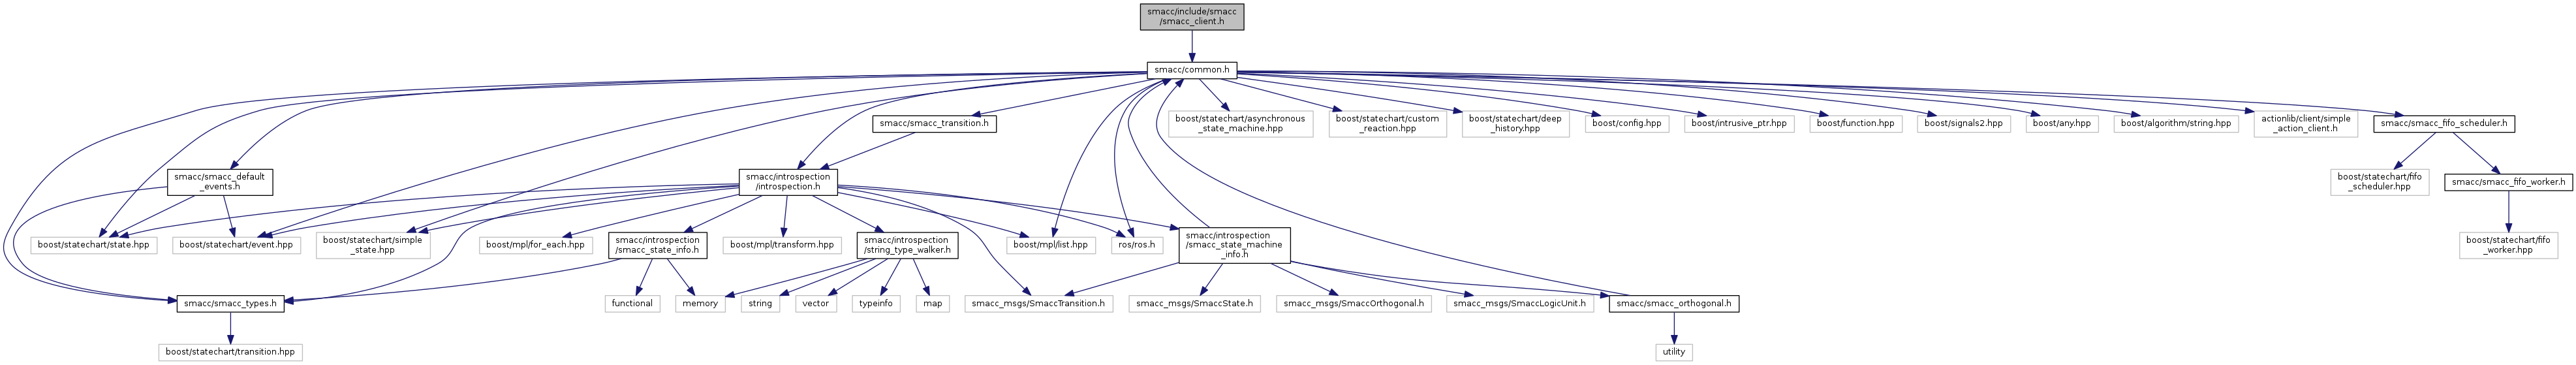 smacc/include/smacc
/smacc_client.h
smacc/common.h
smacc/smacc_transition.h
boost/statechart/asynchronous
_state_machine.hpp
boost/statechart/custom
_reaction.hpp
boost/statechart/deep
_history.hpp
boost/config.hpp
boost/intrusive_ptr.hpp
boost/function.hpp
boost/signals2.hpp
boost/any.hpp
boost/algorithm/string.hpp
actionlib/client/simple
_action_client.h
smacc/smacc_fifo_scheduler.h
smacc/smacc_default
_events.h
smacc/introspection
/introspection.h
boost/statechart/fifo
_scheduler.hpp
smacc/smacc_fifo_worker.h
boost/statechart/state.hpp
boost/statechart/event.hpp
boost/statechart/simple
_state.hpp
boost/mpl/for_each.hpp
smacc/introspection
/smacc_state_info.h
boost/mpl/transform.hpp
smacc/introspection
/string_type_walker.h
boost/mpl/list.hpp
ros/ros.h
smacc/introspection
/smacc_state_machine
_info.h
boost/statechart/fifo
_worker.hpp
smacc/smacc_types.h
functional
memory
string
vector
typeinfo
map
smacc_msgs/SmaccTransition.h
smacc_msgs/SmaccState.h
smacc_msgs/SmaccOrthogonal.h
smacc_msgs/SmaccLogicUnit.h
smacc/smacc_orthogonal.h
boost/statechart/transition.hpp
utility